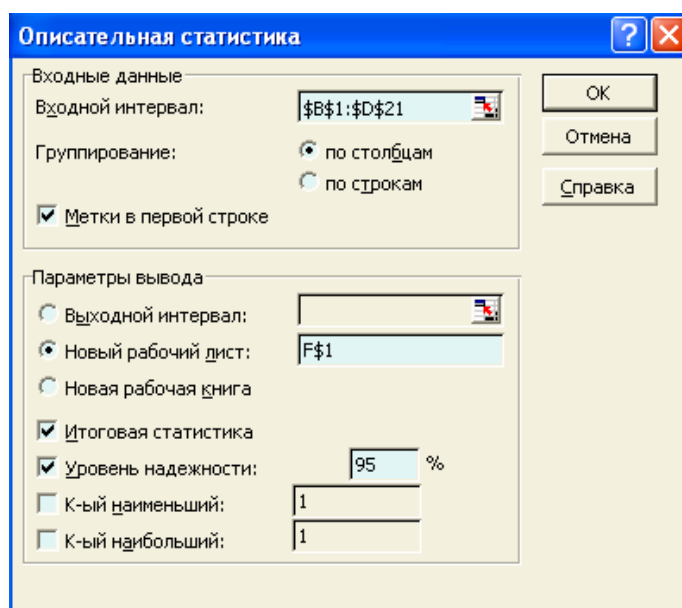 Описательная статистика
Входные данные
Входной интервал: $B$1:$D$21
Группирование: по столбцам
по строкам
Метки в первой строке
OK
Отмена
Справка
Параметры вывода
Выходной интервал:
Новый рабочий лист: F$1
Новая рабочая книга
Итоговая статистика
Уровень надежности: 95 %
К-ый наименьший: 1
К-ый наибольший: 1